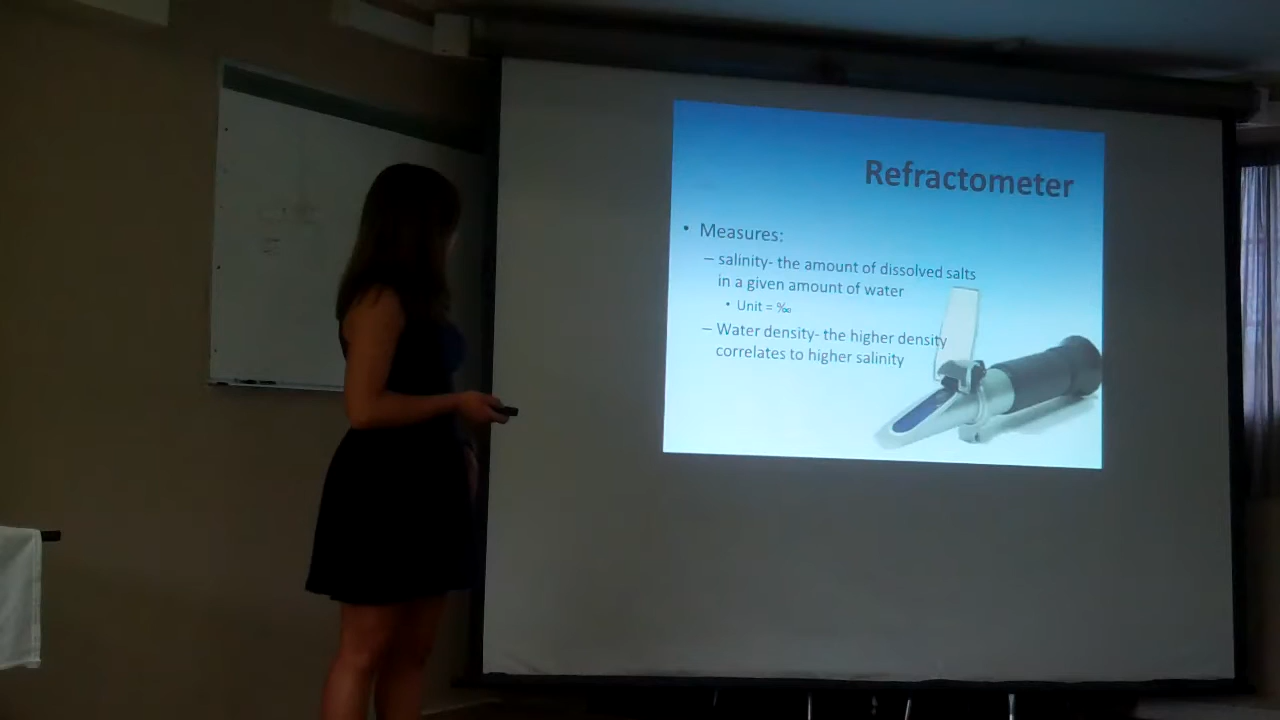 Refractometer
• Measures:
– salinity- the amount of dissolved salts
in a given amount of water
• Unit = ‰
– Water density- the higher density
correlates to higher salinity